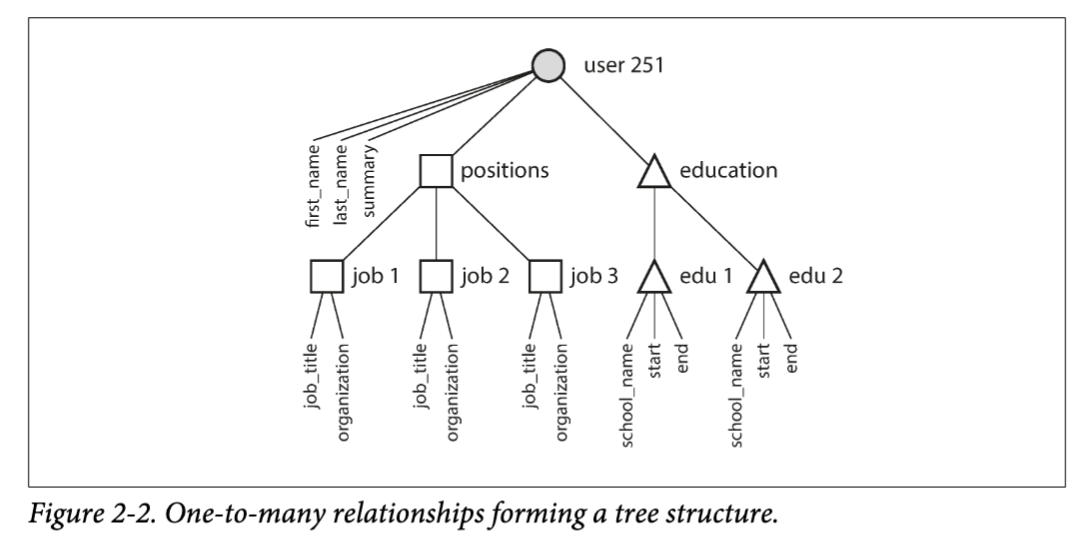 user 251
first_name
last_name
summary
positions
education
job 1
job 2
job 3
edu 1
edu 2
job_title
organization
job_title
organization
job_title
organization
school_name
start
end
school_name
start
end
Figure 2-2. One-to-many relationships forming a tree structure.